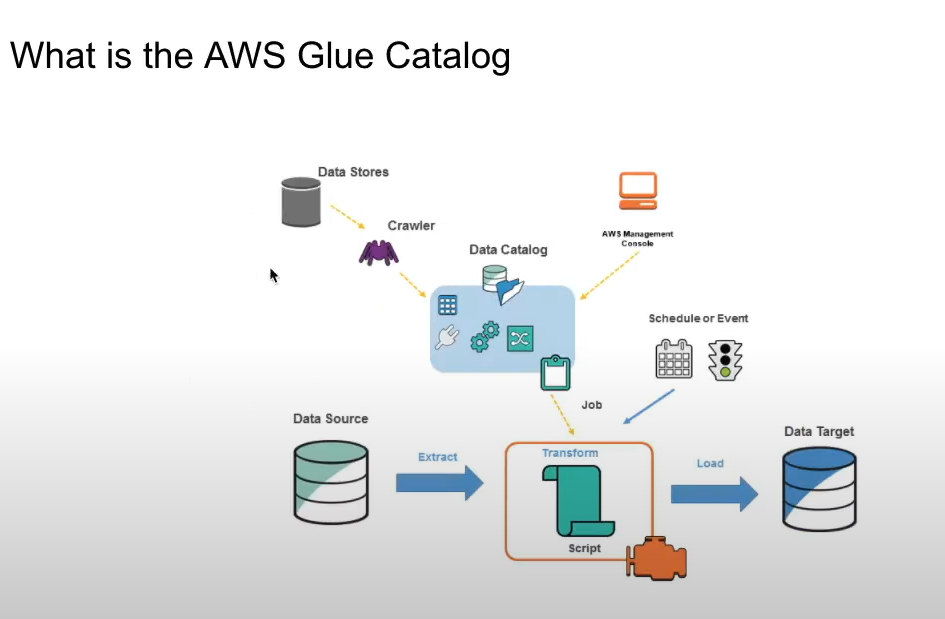 What is the AWS Glue Catalog
Data Stores
Crawler
AWS Management
Console
Data Catalog
Schedule or Event
Job
Data Source
Data Target
Extract
Transform
Load
Script